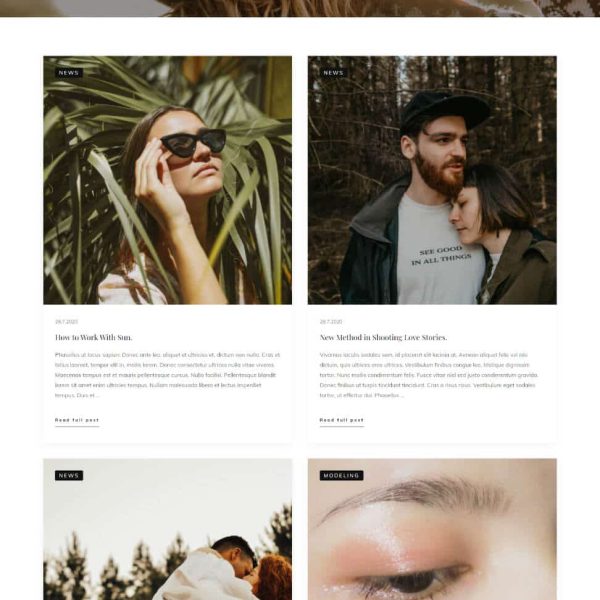 NEWS
26.7.2020
How to Work With Sun.
Phasellus ut lacus sapien. Donec ante leo, aliquet et ultricies et, dictum non nulla. Cras et
tellus laoreet, tempor elit in, mattis lorem. Donec consectetur ultrices nulla vitae viverra.
Maecenas tempus est et mauris pellentesque cursus. Nulla facilisi. Pellentesque blandit
lorem sit amet enim ultricies tempus. Nullam malesuada libero et lectus imperdiet
tempus. Duis et ...
Read full post
NEWS
SEE GOOD
IN ALL THINGS
26.7.2020
New Method in Shooting Love Stories.
Vivamus iaculis sodales sem, id placerat elit lacinia at. Aenean aliquet felis vel odio
dictum, quis ultrices eros ultrices. Vestibulum finibus congue leo,
tortor. Nunc mollis condimentum felis. Fusce vitae nisl sed justo condimentum gravida.
Donec finibus ut turpis tincidunt tincidunt. Cras a risus risus. Vestibulum eget sodales
tortor, ut efficitur dui. Phasellus ...
Read full post
NEWS
MODELING